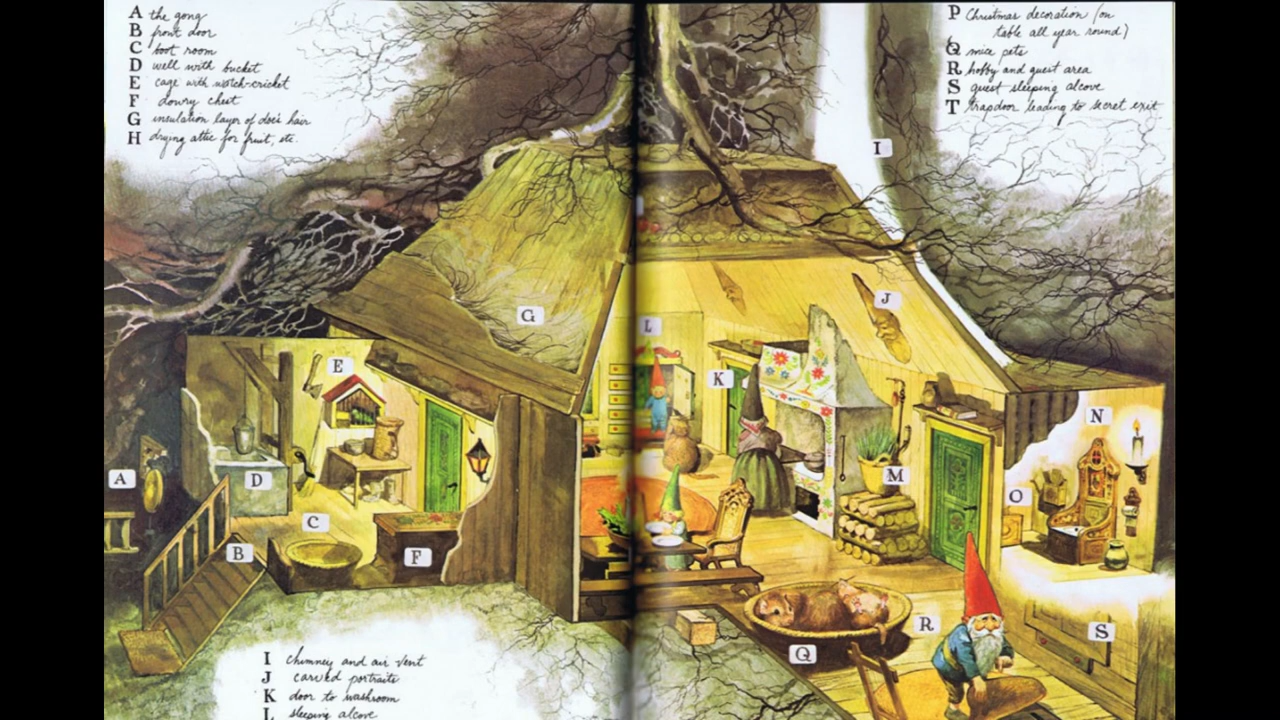 A the gong
B front door
C boot room
D well with bucket
E cage with watch-cricket
F dowry chest
G insulation layer of doe's hair
H drying attic for fruit, etc.
P Christmas decoration (on
table all year round)
Q mice pets
R hobby and guest area
S guest sleeping alcove
T trapdoor leading to secret exit
I
G
J
L
E
K
N
A
D
M
O
C
B
F
R
S
Q
I chimney and air vent
J carved portraits
K door to washroom
L sleeping alcove